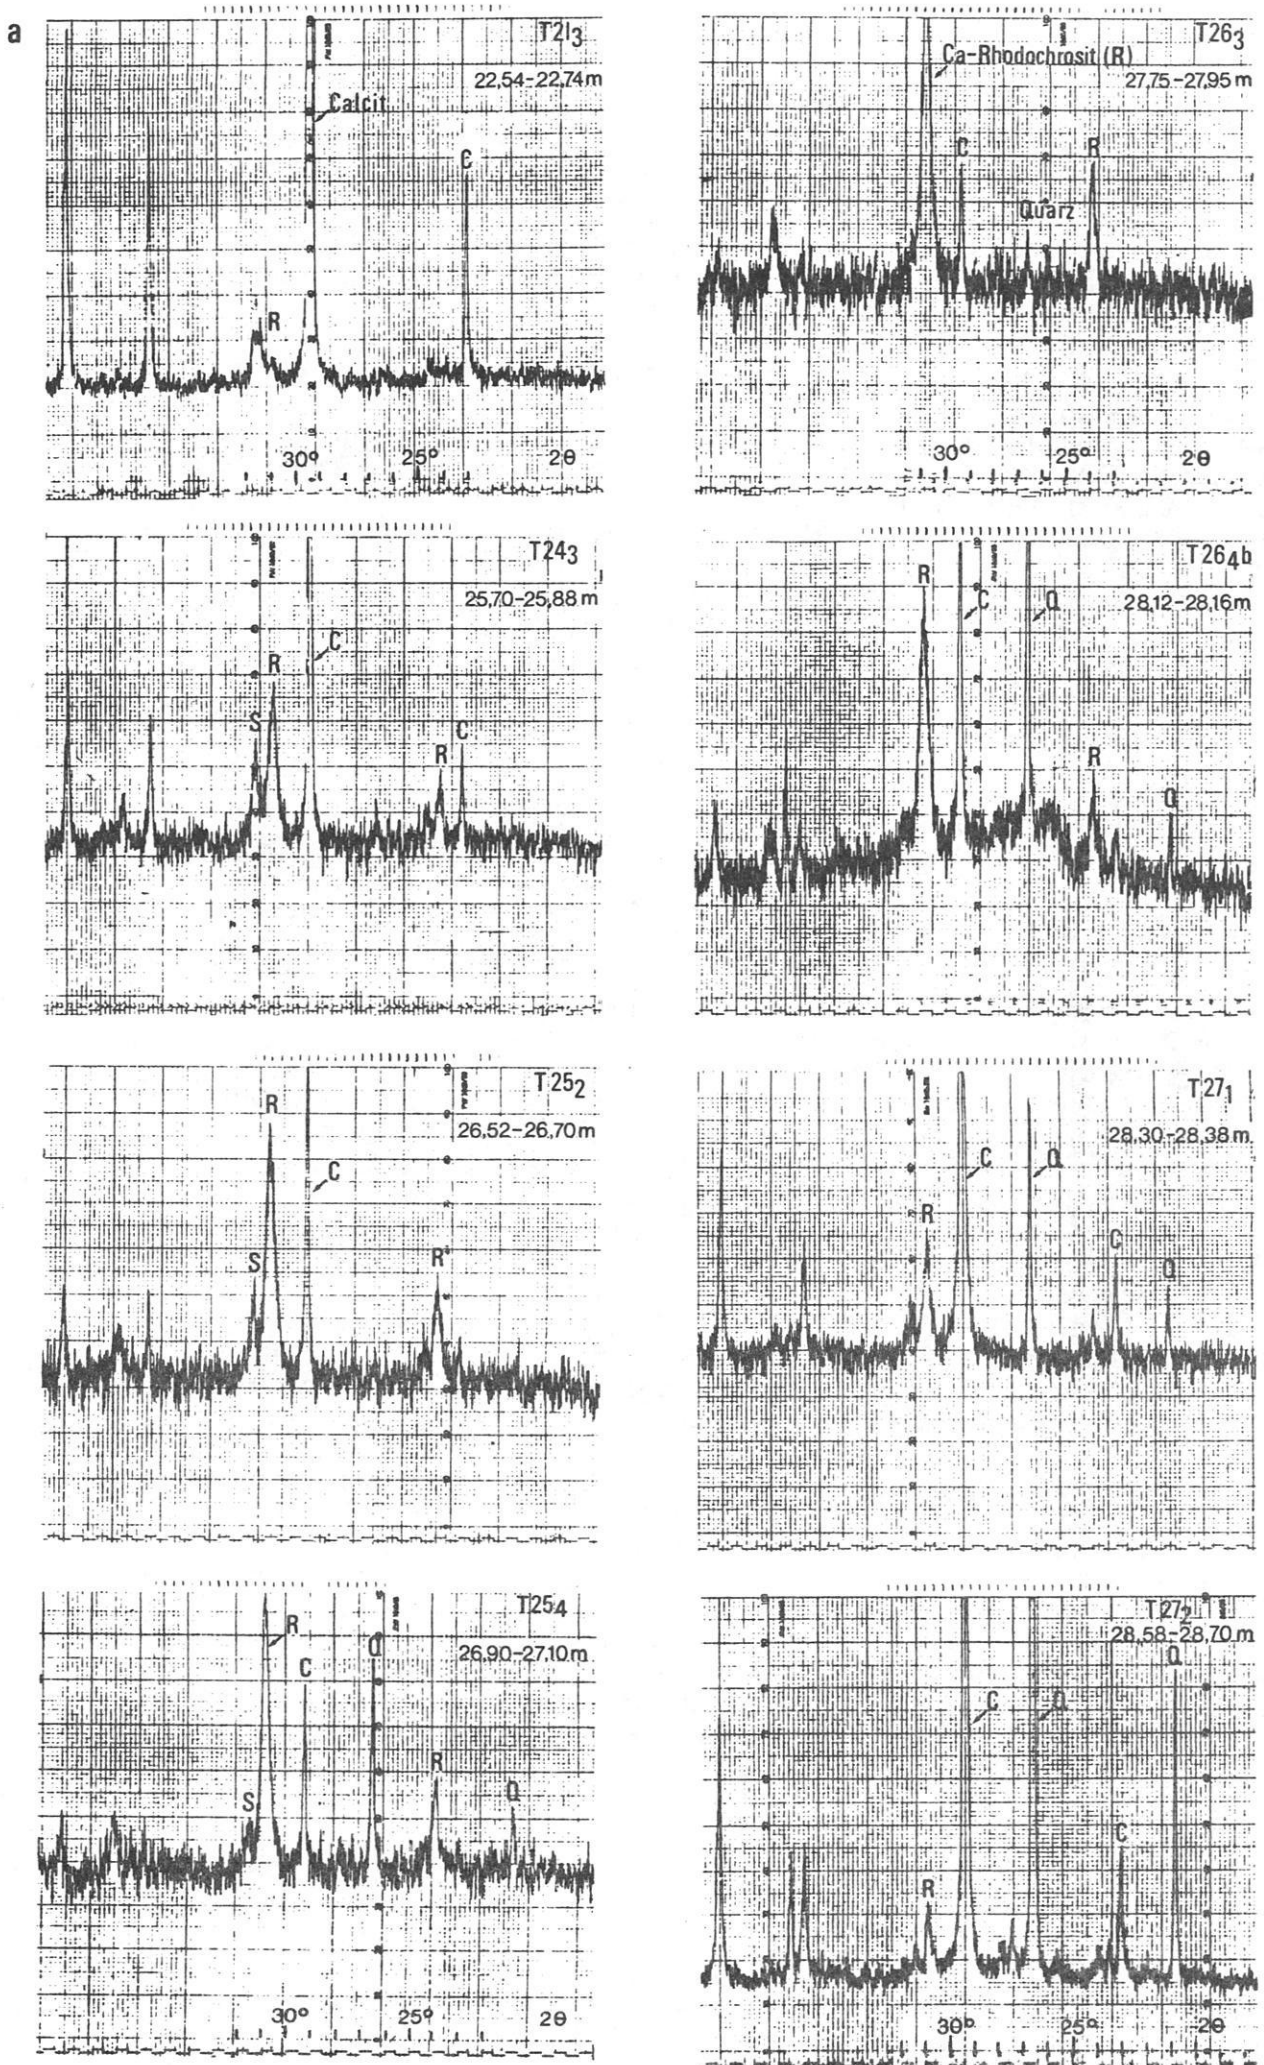 a
T21₃
22,54-22,74m
Calcit
C
R
30° 25° 2θ
T24₃
25,70-25,88m
C
R
S
C
R
T25₂
26,52-26,70m
R
C
S
R
T25₄
26,90-27,10m
R
Q
C
R
S
Q
30° 25° 2θ
T26₃
Ca-Rhodochrosit (R)
27,75-27,95m
C
R
Quarz
30° 25° 2θ
T26₄b
28,12-28,16m
R
C
Q
R
Q
T27₁
28,30-28,38m
C
Q
R
C
Q
T27₂
28,58-28,70m
Q
C
Q
C
R
30° 25° 2θ